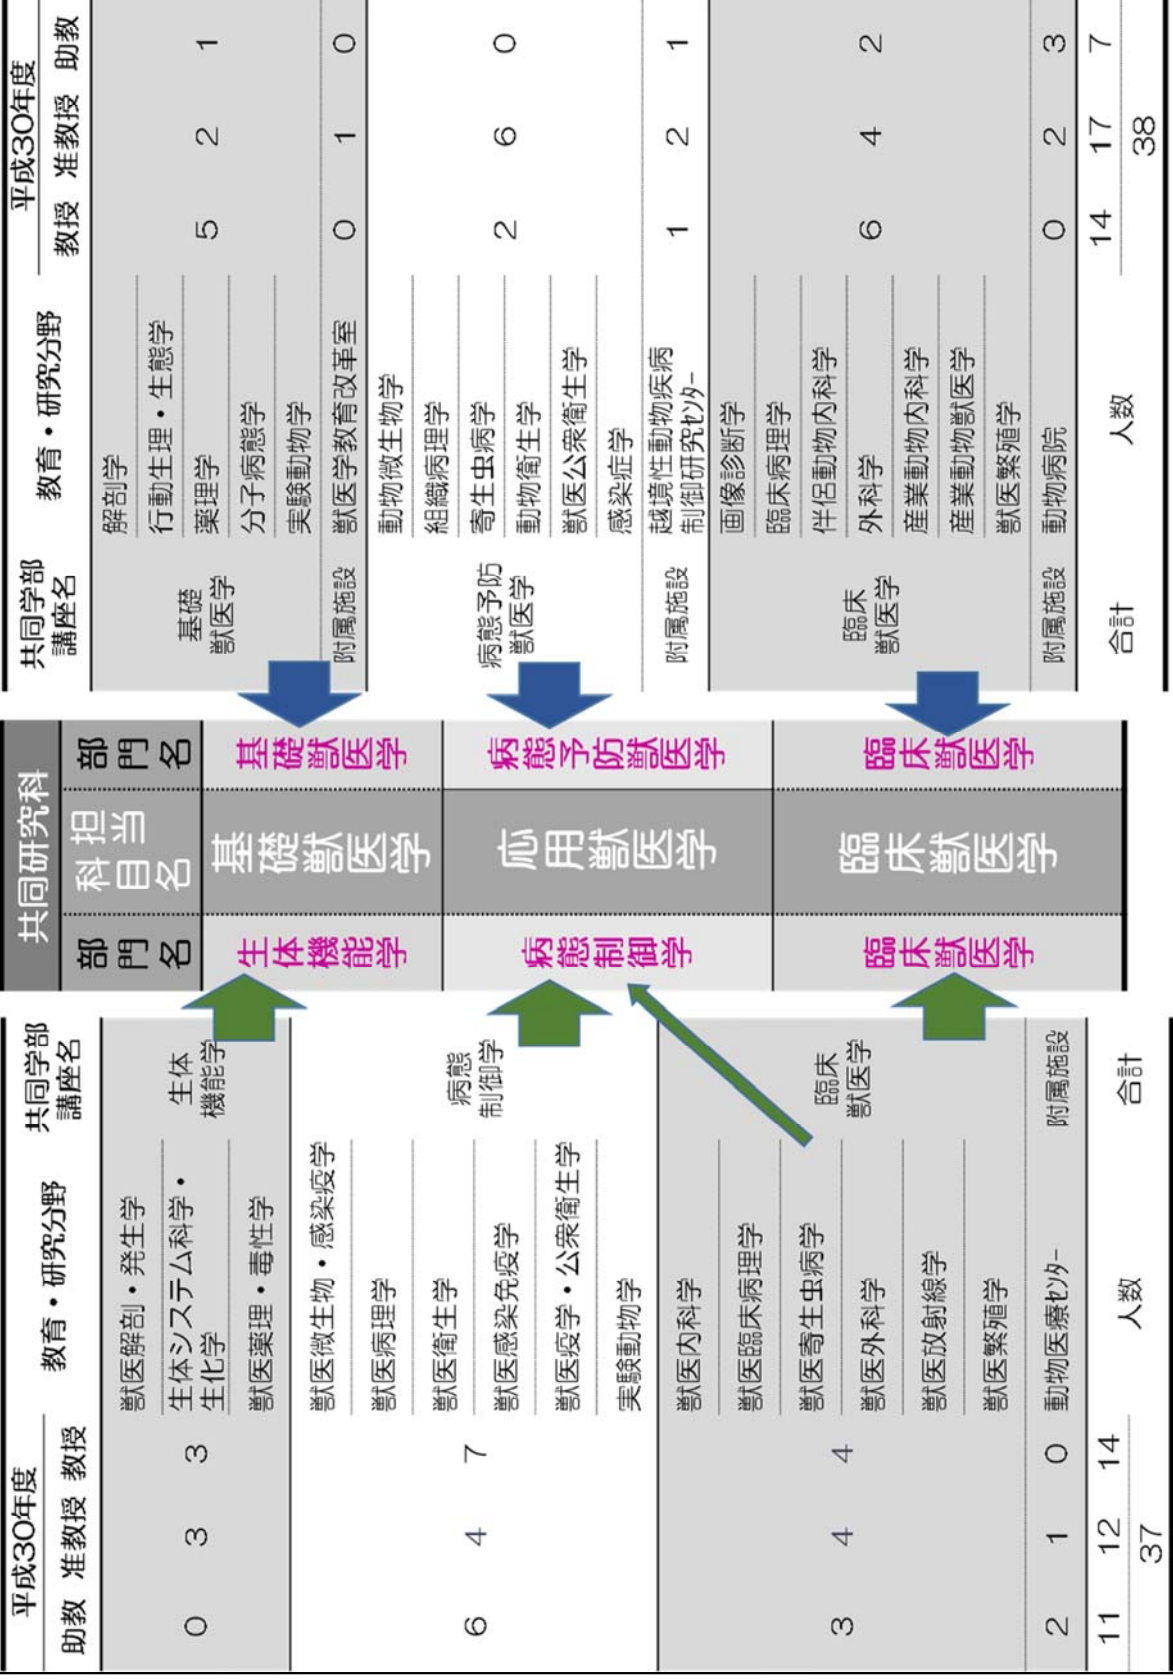 平成30年度
助教 准教授 教授
教育・研究分野
共同学部
講座名
獣医解剖・発生学
生体システム科学・
生化学
獣医薬理・毒性学
0 3 3
生体
機能学
獣医微生物・感染疫学
獣医病理学
獣医衛生学
獣医感染免疫学
獣医疫学・公衆衛生学
実験動物学
6 4 7
病態
制御学
獣医内科学
獣医臨床病理学
獣医寄生虫病学
獣医外科学
獣医放射線学
獣医繁殖学
3 4 4
臨床
獣医学
2 1 0
動物医療センター
附属施設
11 12 14
人数
合計
37
共同研究科
部門名
担当
科目名
部門名
生体機能学
基礎獣医学
基礎獣医学
病態制御学
応用獣医学
病態予防獣医学
臨床獣医学
臨床獣医学
臨床獣医学
共同学部
講座名
教育・研究分野
平成30年度
教授 准教授 助教
基礎
獣医学
解剖学
行動生理・生態学
薬理学
分子病態学
実験動物学
5 2 1
附属施設
獣医学教育改革室
0 1 0
病態予防
獣医学
動物微生物学
組織病理学
寄生虫病学
動物衛生学
獣医公衆衛生学
感染症学
2 6 0
附属施設
越境性動物疾病
制御研究センター
1 2 1
臨床
獣医学
画像診断学
臨床病理学
伴侶動物内科学
外科学
産業動物内科学
産業動物獣医学
獣医繁殖学
6 4 2
附属施設
動物病院
0 2 3
合計
人数
14 17 7
38